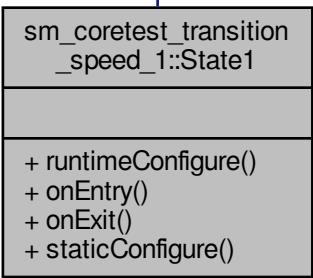 sm_coretest_transition
_speed_1::State1
+ runtimeConfigure()
+ onEntry()
+ onExit()
+ staticConfigure()